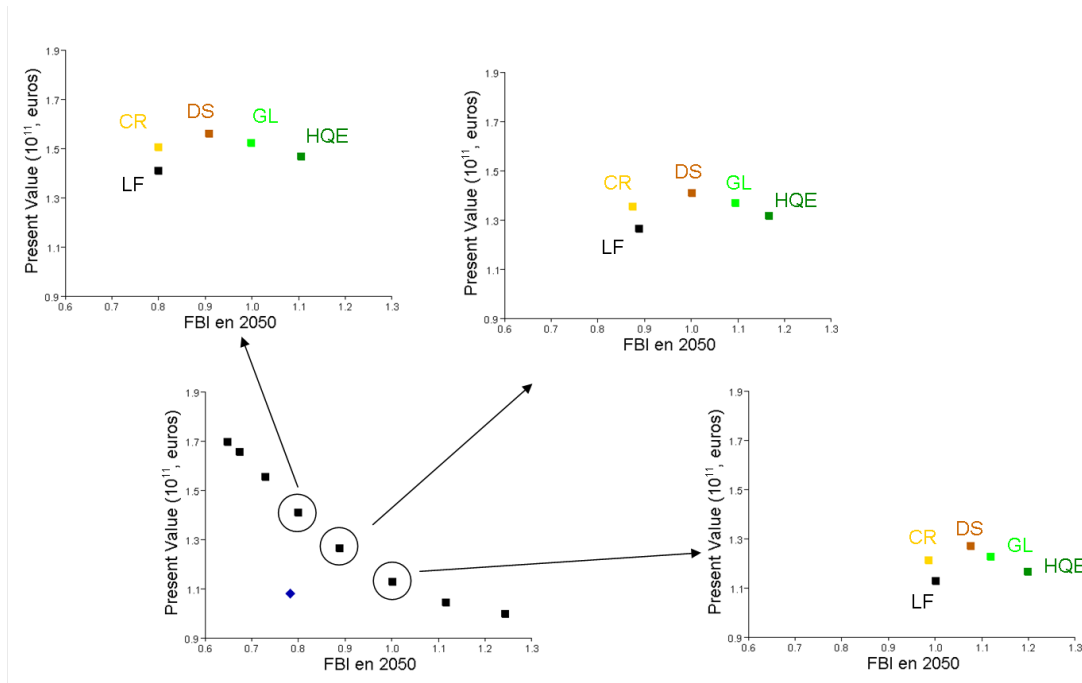 Present Value (10¹¹, euros)
1.9
1.7
1.5
1.3
1.1
0.9
0.6 0.7 0.8 0.9 1.0 1.1 1.2 1.3
FBI en 2050
CR
DS
GL
HQE
LF
Present Value (10¹¹, euros)
1.9
1.7
1.5
1.3
1.1
0.9
0.6 0.7 0.8 0.9 1.0 1.1 1.2 1.3
FBI en 2050
CR
DS
GL
HQE
LF
Present Value (10¹¹, euros)
1.9
1.7
1.5
1.3
1.1
0.9
0.6 0.7 0.8 0.9 1.0 1.1 1.2 1.3
FBI en 2050
Present Value (10¹¹, euros)
1.9
1.7
1.5
1.3
1.1
0.9
0.6 0.7 0.8 0.9 1.0 1.1 1.2 1.3
FBI en 2050
CR
DS
GL
HQE
LF